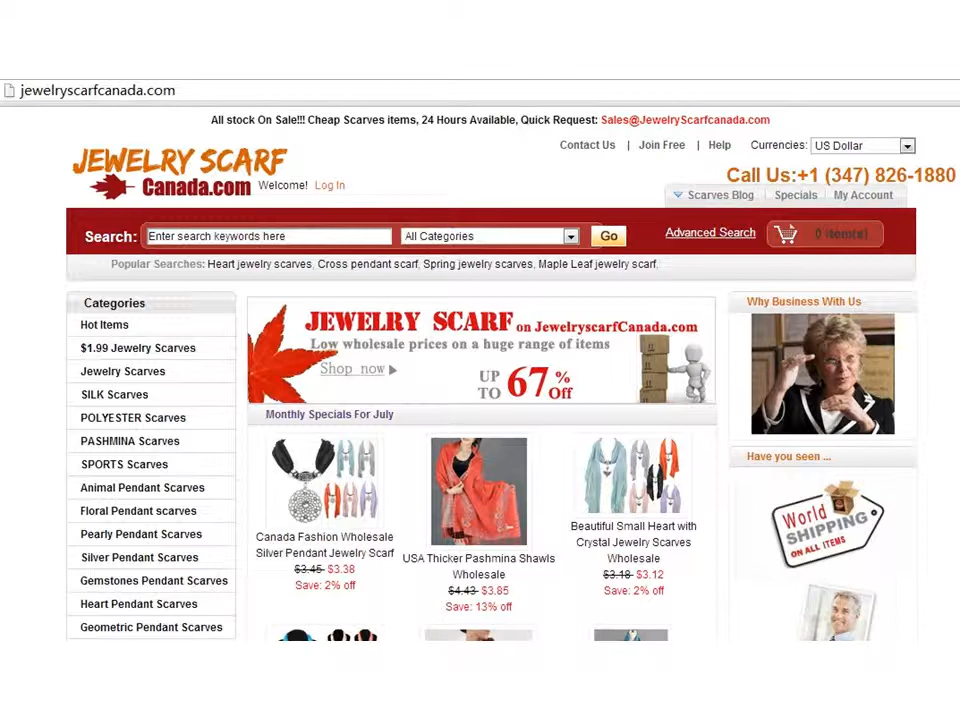 jewelryscarfcanada.com
All stock On Sale!!! Cheap Scarves items, 24 Hours Available, Quick Request: Sales@JewelryScarfcanada.com
Contact Us | Join Free | Help Currencies: US Dollar
JEWELRY SCARF
Canada.com
Welcome! Log In
Call Us:+1 (347) 826-1880
Scarves Blog Specials My Account
Search: Enter search keywords here All Categories Go Advanced Search 0 item(s)
Popular Searches: Heart jewelry scarves, Cross pendant scarf, Spring jewelry scarves, Maple Leaf jewelry scarf,
Categories
Hot Items
$1.99 Jewelry Scarves
Jewelry Scarves
SILK Scarves
POLYESTER Scarves
PASHMINA Scarves
SPORTS Scarves
Animal Pendant Scarves
Floral Pendant scarves
Pearly Pendant Scarves
Silver Pendant Scarves
Gemstones Pendant Scarves
Heart Pendant Scarves
Geometric Pendant Scarves
JEWELRY SCARF on JewelryscarfCanada.com
Low wholesale prices on a huge range of items
Shop now
UP TO 67% Off
Monthly Specials For July
Canada Fashion Wholesale
Silver Pendant Jewelry Scarf
$3.45 $3.38
Save: 2% off
USA Thicker Pashmina Shawls
Wholesale
$4.43 $3.85
Save: 13% off
Beautiful Small Heart with
Crystal Jewelry Scarves
Wholesale
$3.18 $3.12
Save: 2% off
Why Business With Us
Have you seen ...
World
SHIPPING
ON ALL ITEMS